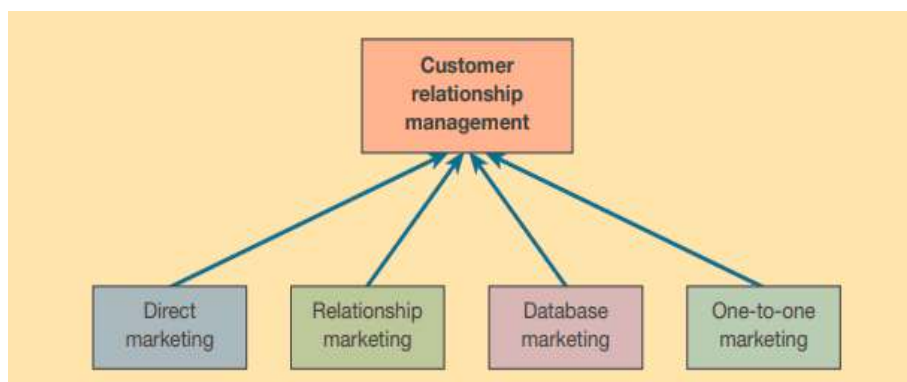 Customer
relationship
management
Direct
marketing
Relationship
marketing
Database
marketing
One-to-one
marketing